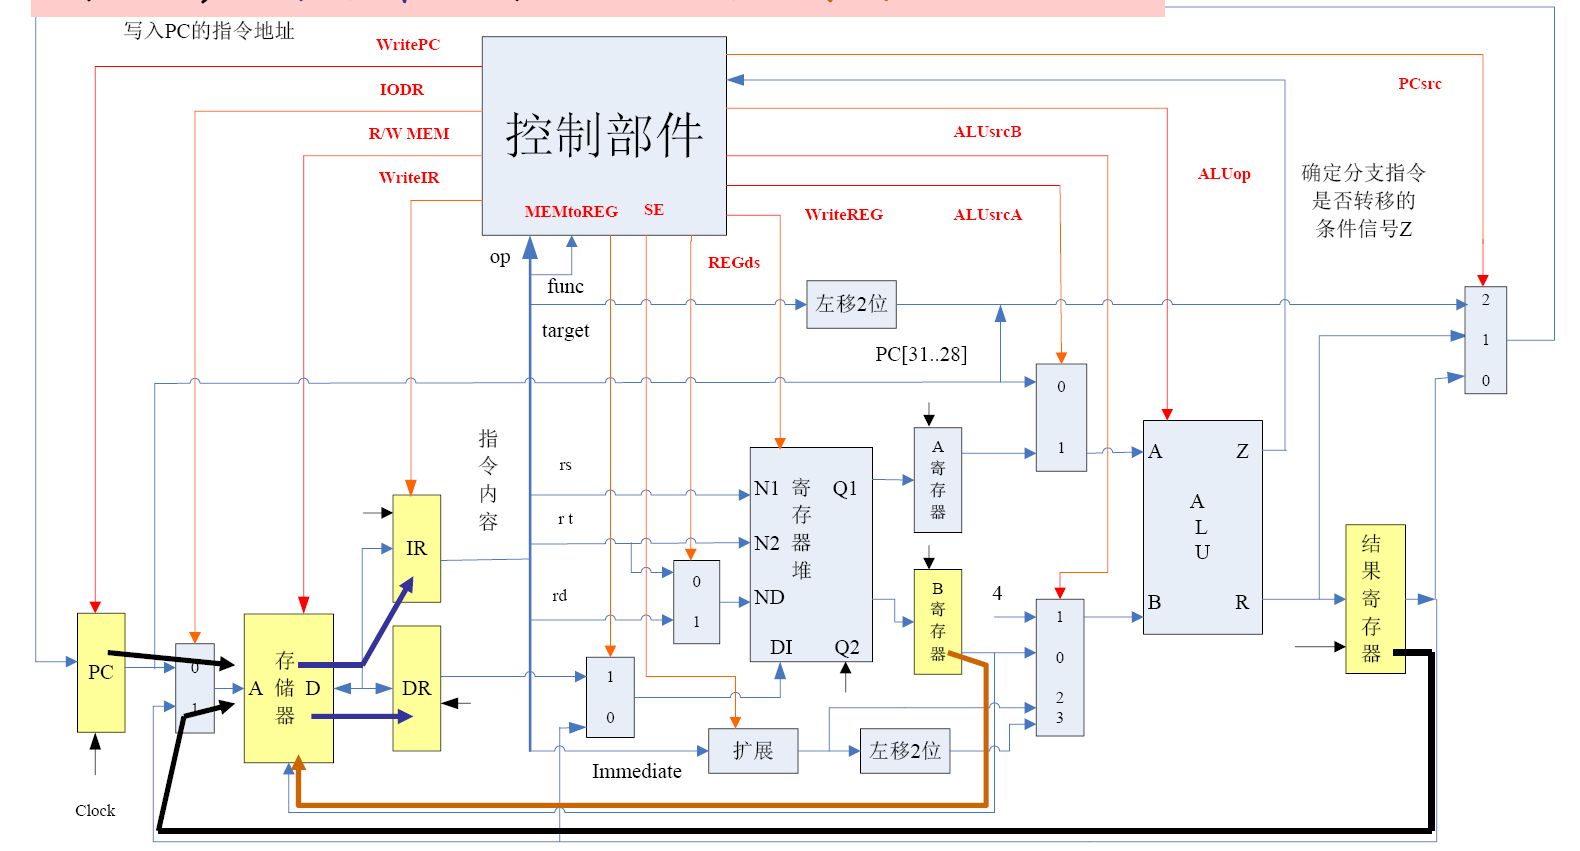 写入PC的指令地址
WritePC
IODR
R/W MEM
WriteIR
控制部件
MEMtoREG
SE
PCsrc
ALUsrcB
ALUop
WriteREG
ALUsrcA
REGds
确定分支指令
是否转移的
条件信号Z
op
func
target
左移2位
PC[31..28]
2
1
0
0
1
指令内容
rs
r t
rd
IR
N1
N2
ND
DI
Q1
Q2
寄存器堆
A寄存器
B寄存器
0
1
4
1
0
2
3
A
B
Z
R
ALU
结果寄存器
PC
0
1
A
D
存储器
DR
1
0
扩展
左移2位
Immediate
Clock